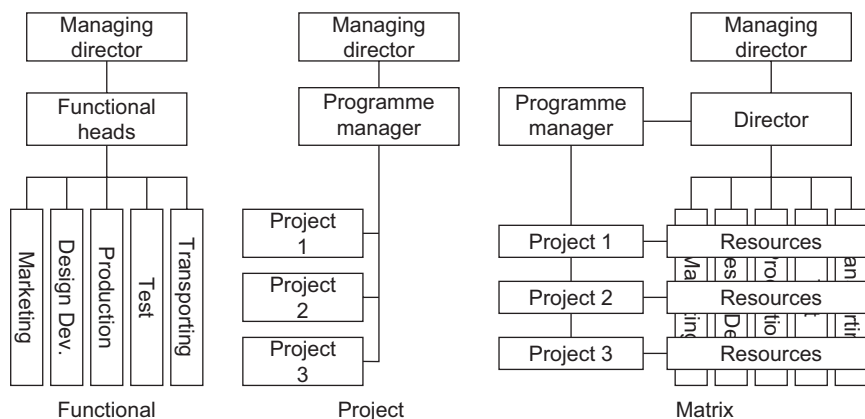 Managing
director
Functional
heads
Marketing
Design Dev.
Production
Test
Transporting
Functional
Managing
director
Programme
manager
Project
1
Project
2
Project
3
Project
Managing
director
Programme
manager
Director
Project 1
Resources
Project 2
Resources
Project 3
Resources
Matrix